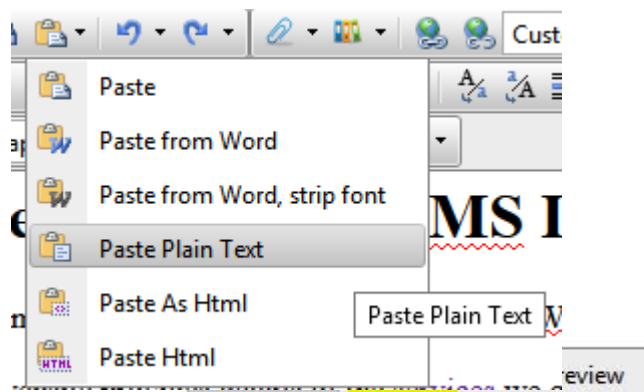 Cust
Paste
Paste from Word
Paste from Word, strip font
MS I
Paste Plain Text
Paste As Html
Paste Plain Text
Paste Html
eview